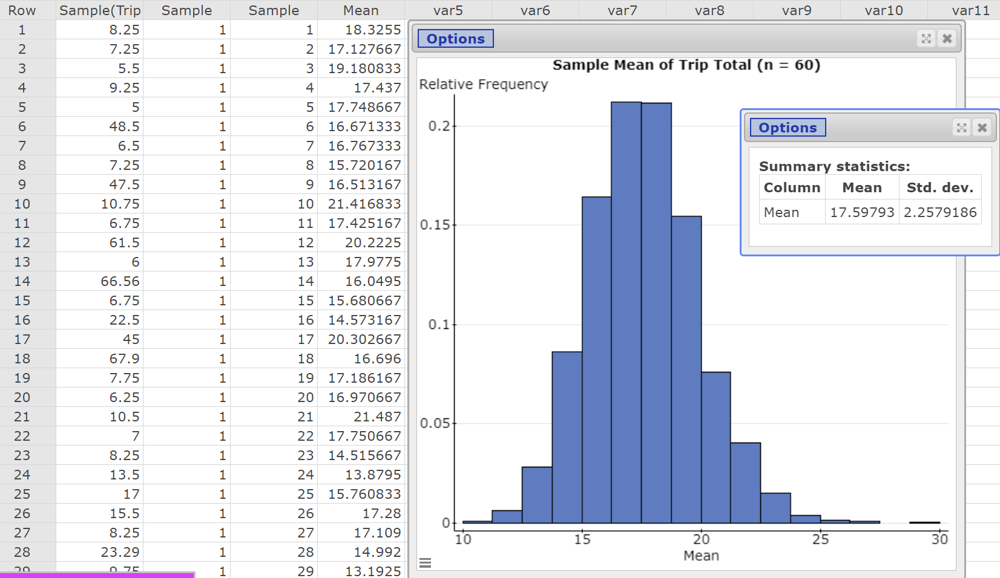 Row Sample(Trip Sample Sample Mean var5 var6 var7 var8 var9 var10 var11
1 8.25 1 1 18.3255
2 7.25 1 2 17.127667
3 5.5 1 3 19.180833
4 9.25 1 4 17.437
5 5 1 5 17.748667
6 48.5 1 6 16.671333
7 6.5 1 7 16.767333
8 7.25 1 8 15.720167
9 47.5 1 9 16.513167
10 10.75 1 10 21.416833
11 6.75 1 11 17.425167
12 61.5 1 12 20.2225
13 6 1 13 17.9775
14 66.56 1 14 16.0495
15 6.75 1 15 15.680667
16 22.5 1 16 14.573167
17 45 1 17 20.302667
18 67.9 1 18 16.696
19 7.75 1 19 17.186167
20 6.25 1 20 16.970667
21 10.5 1 21 21.487
22 7 1 22 17.750667
23 8.25 1 23 14.515667
24 13.5 1 24 13.8795
25 17 1 25 15.760833
26 15.5 1 26 17.28
27 8.25 1 27 17.109
28 23.29 1 28 14.992
29 9.75 1 29 13.1925
Options
Sample Mean of Trip Total (n = 60)
Relative Frequency
0.2
0.15
0.1
0.05
0
10 15 20 25 30
Mean
Options
Summary statistics:
Column Mean Std. dev.
Mean 17.59793 2.2579186